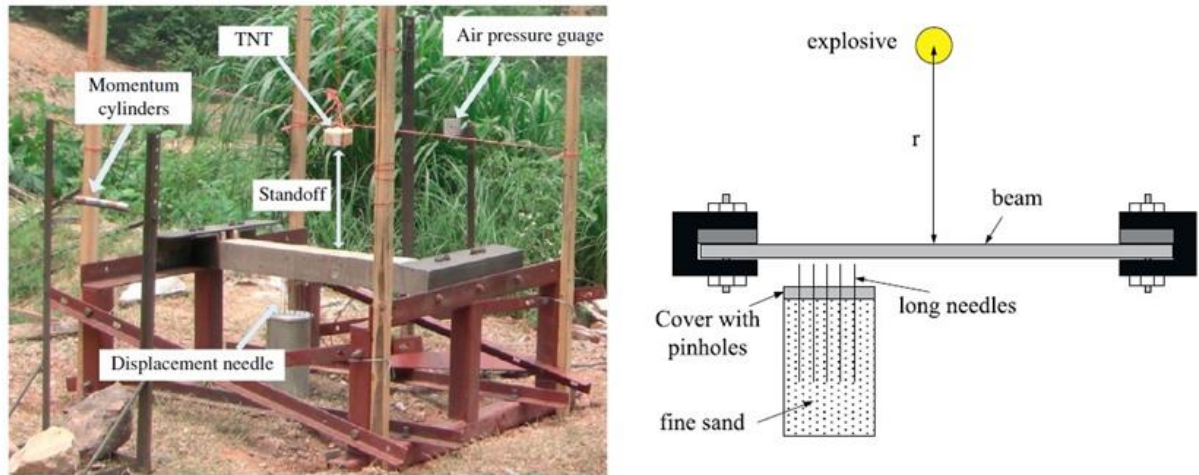 TNT
Air pressure guage
Momentum
cylinders
Standoff
Displacement needle
explosive
r
beam
long needles
Cover with
pinholes
fine sand